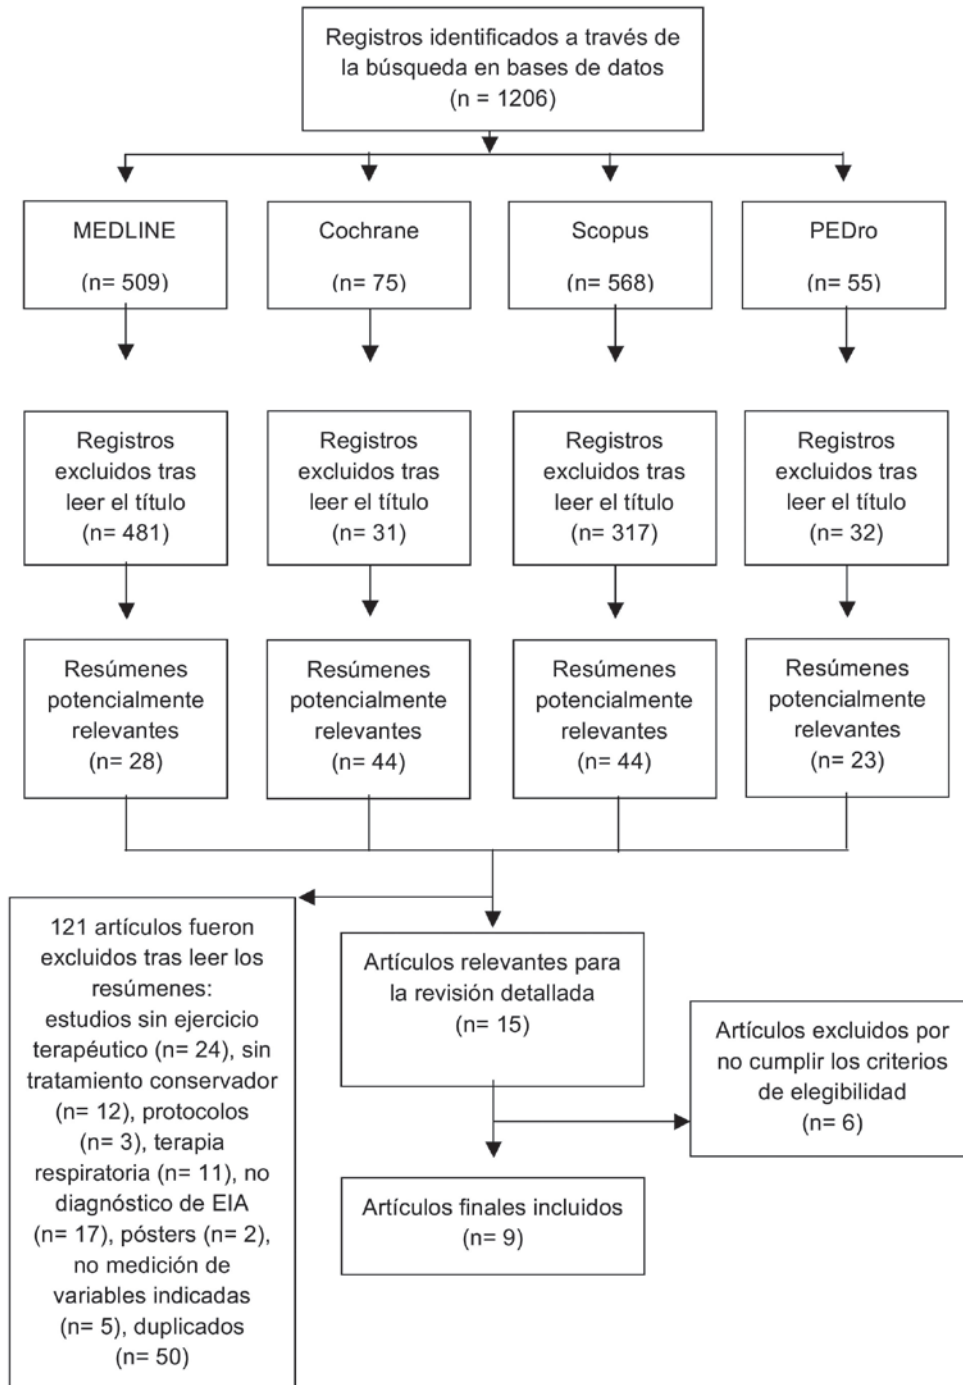 Registros identificados a través de
la búsqueda en bases de datos
(n = 1206)
MEDLINE
(n= 509)
Cochrane
(n= 75)
Scopus
(n= 568)
PEDro
(n= 55)
Registros
excluidos tras
leer el título
(n= 481)
Registros
excluidos tras
leer el título
(n= 31)
Registros
excluidos tras
leer el título
(n= 317)
Registros
excluidos tras
leer el título
(n= 32)
Resúmenes
potencialmente
relevantes
(n= 28)
Resúmenes
potencialmente
relevantes
(n= 44)
Resúmenes
potencialmente
relevantes
(n= 44)
Resúmenes
potencialmente
relevantes
(n= 23)
121 artículos fueron
excluidos tras leer los
resúmenes:
estudios sin ejercicio
terapéutico (n= 24), sin
tratamiento conservador
(n= 12), protocolos
(n= 3), terapia
respiratoria (n= 11), no
diagnóstico de EIA
(n= 17), pósters (n= 2),
no medición de
variables indicadas
(n= 5), duplicados
(n= 50)
Artículos relevantes para
la revisión detallada
(n= 15)
Artículos excluidos por
no cumplir los criterios
de elegibilidad
(n= 6)
Artículos finales incluidos
(n= 9)